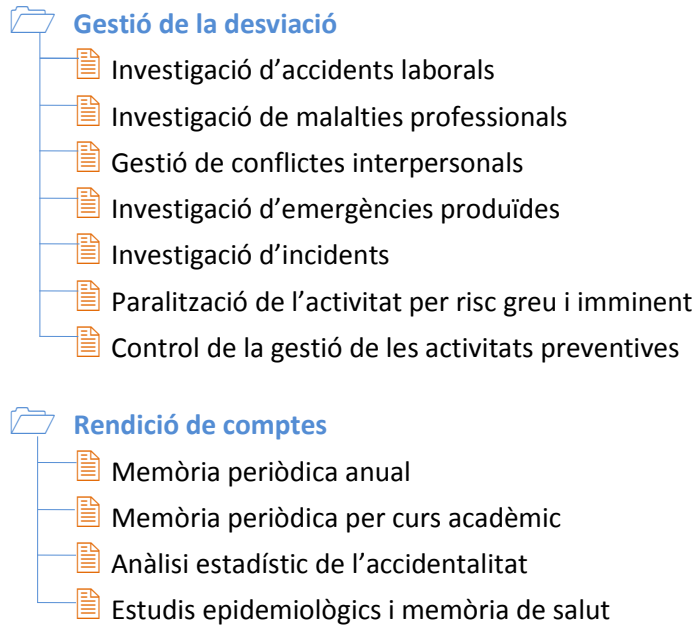 Gestió de la desviació
Investigació d’accidents laborals
Investigació de malalties professionals
Gestió de conflictes interpersonals
Investigació d’emergències produïdes
Investigació d’incidents
Paralització de l’activitat per risc greu i imminent
Control de la gestió de les activitats preventives
Rendició de comptes
Memòria periòdica anual
Memòria periòdica per curs acadèmic
Anàlisi estadístic de l’accidentalitat
Estudis epidemiològics i memòria de salut